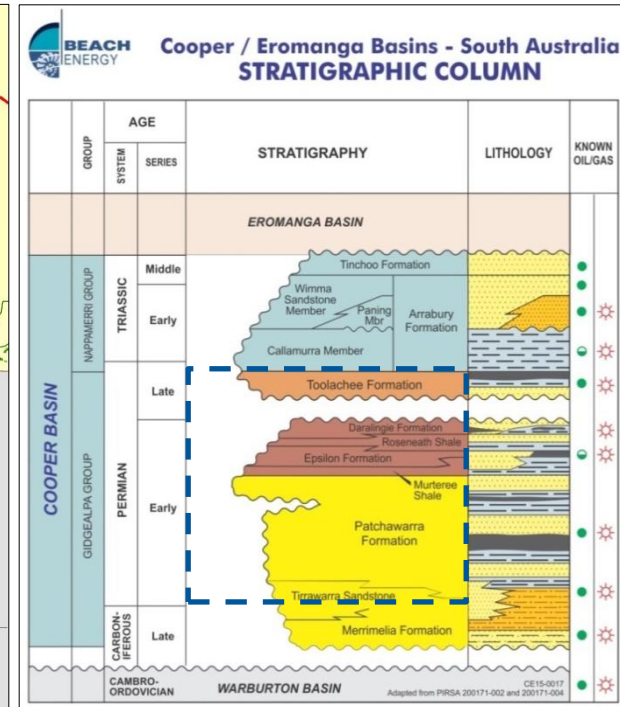 BEACH
ENERGY
Cooper / Eromanga Basins - South Australia
STRATIGRAPHIC COLUMN
GROUP
AGE
SYSTEM
SERIES
STRATIGRAPHY
LITHOLOGY
KNOWN
OIL/GAS
EROMANGA BASIN
COOPER BASIN
NAPPAMERRI GROUP
TRIASSIC
Middle
Early
Tinchoo Formation
Wimma
Sandstone
Member
Paning
Mbr
Arrabury
Formation
Callamurra Member
GIDGEALPA GROUP
PERMIAN
Late
Early
Toolachee Formation
Daralingie Formation
Roseneath Shale
Epsilon Formation
Murteree
Shale
Patchawarra
Formation
Tirrawarra Sandstone
CARBON-
IFEROUS
Late
Merrimelia Formation
CAMBRO-
ORDOVICIAN
WARBURTON BASIN
CE15-0017
Adapted from PIRSA 200171-002 and 200171-004